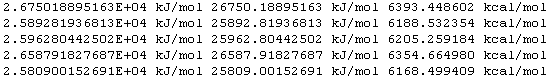 2.675018895163E+04 kJ/mol 26750.18895163 kJ/mol 6393.448602 kcal/mol
2.589281936813E+04 kJ/mol 25892.81936813 kJ/mol 6188.532354 kcal/mol
2.596280442502E+04 kJ/mol 25962.80442502 kJ/mol 6205.259184 kcal/mol
2.658791827687E+04 kJ/mol 26587.91827687 kJ/mol 6354.664980 kcal/mol
2.580900152691E+04 kJ/mol 25809.00152691 kJ/mol 6168.499409 kcal/mol